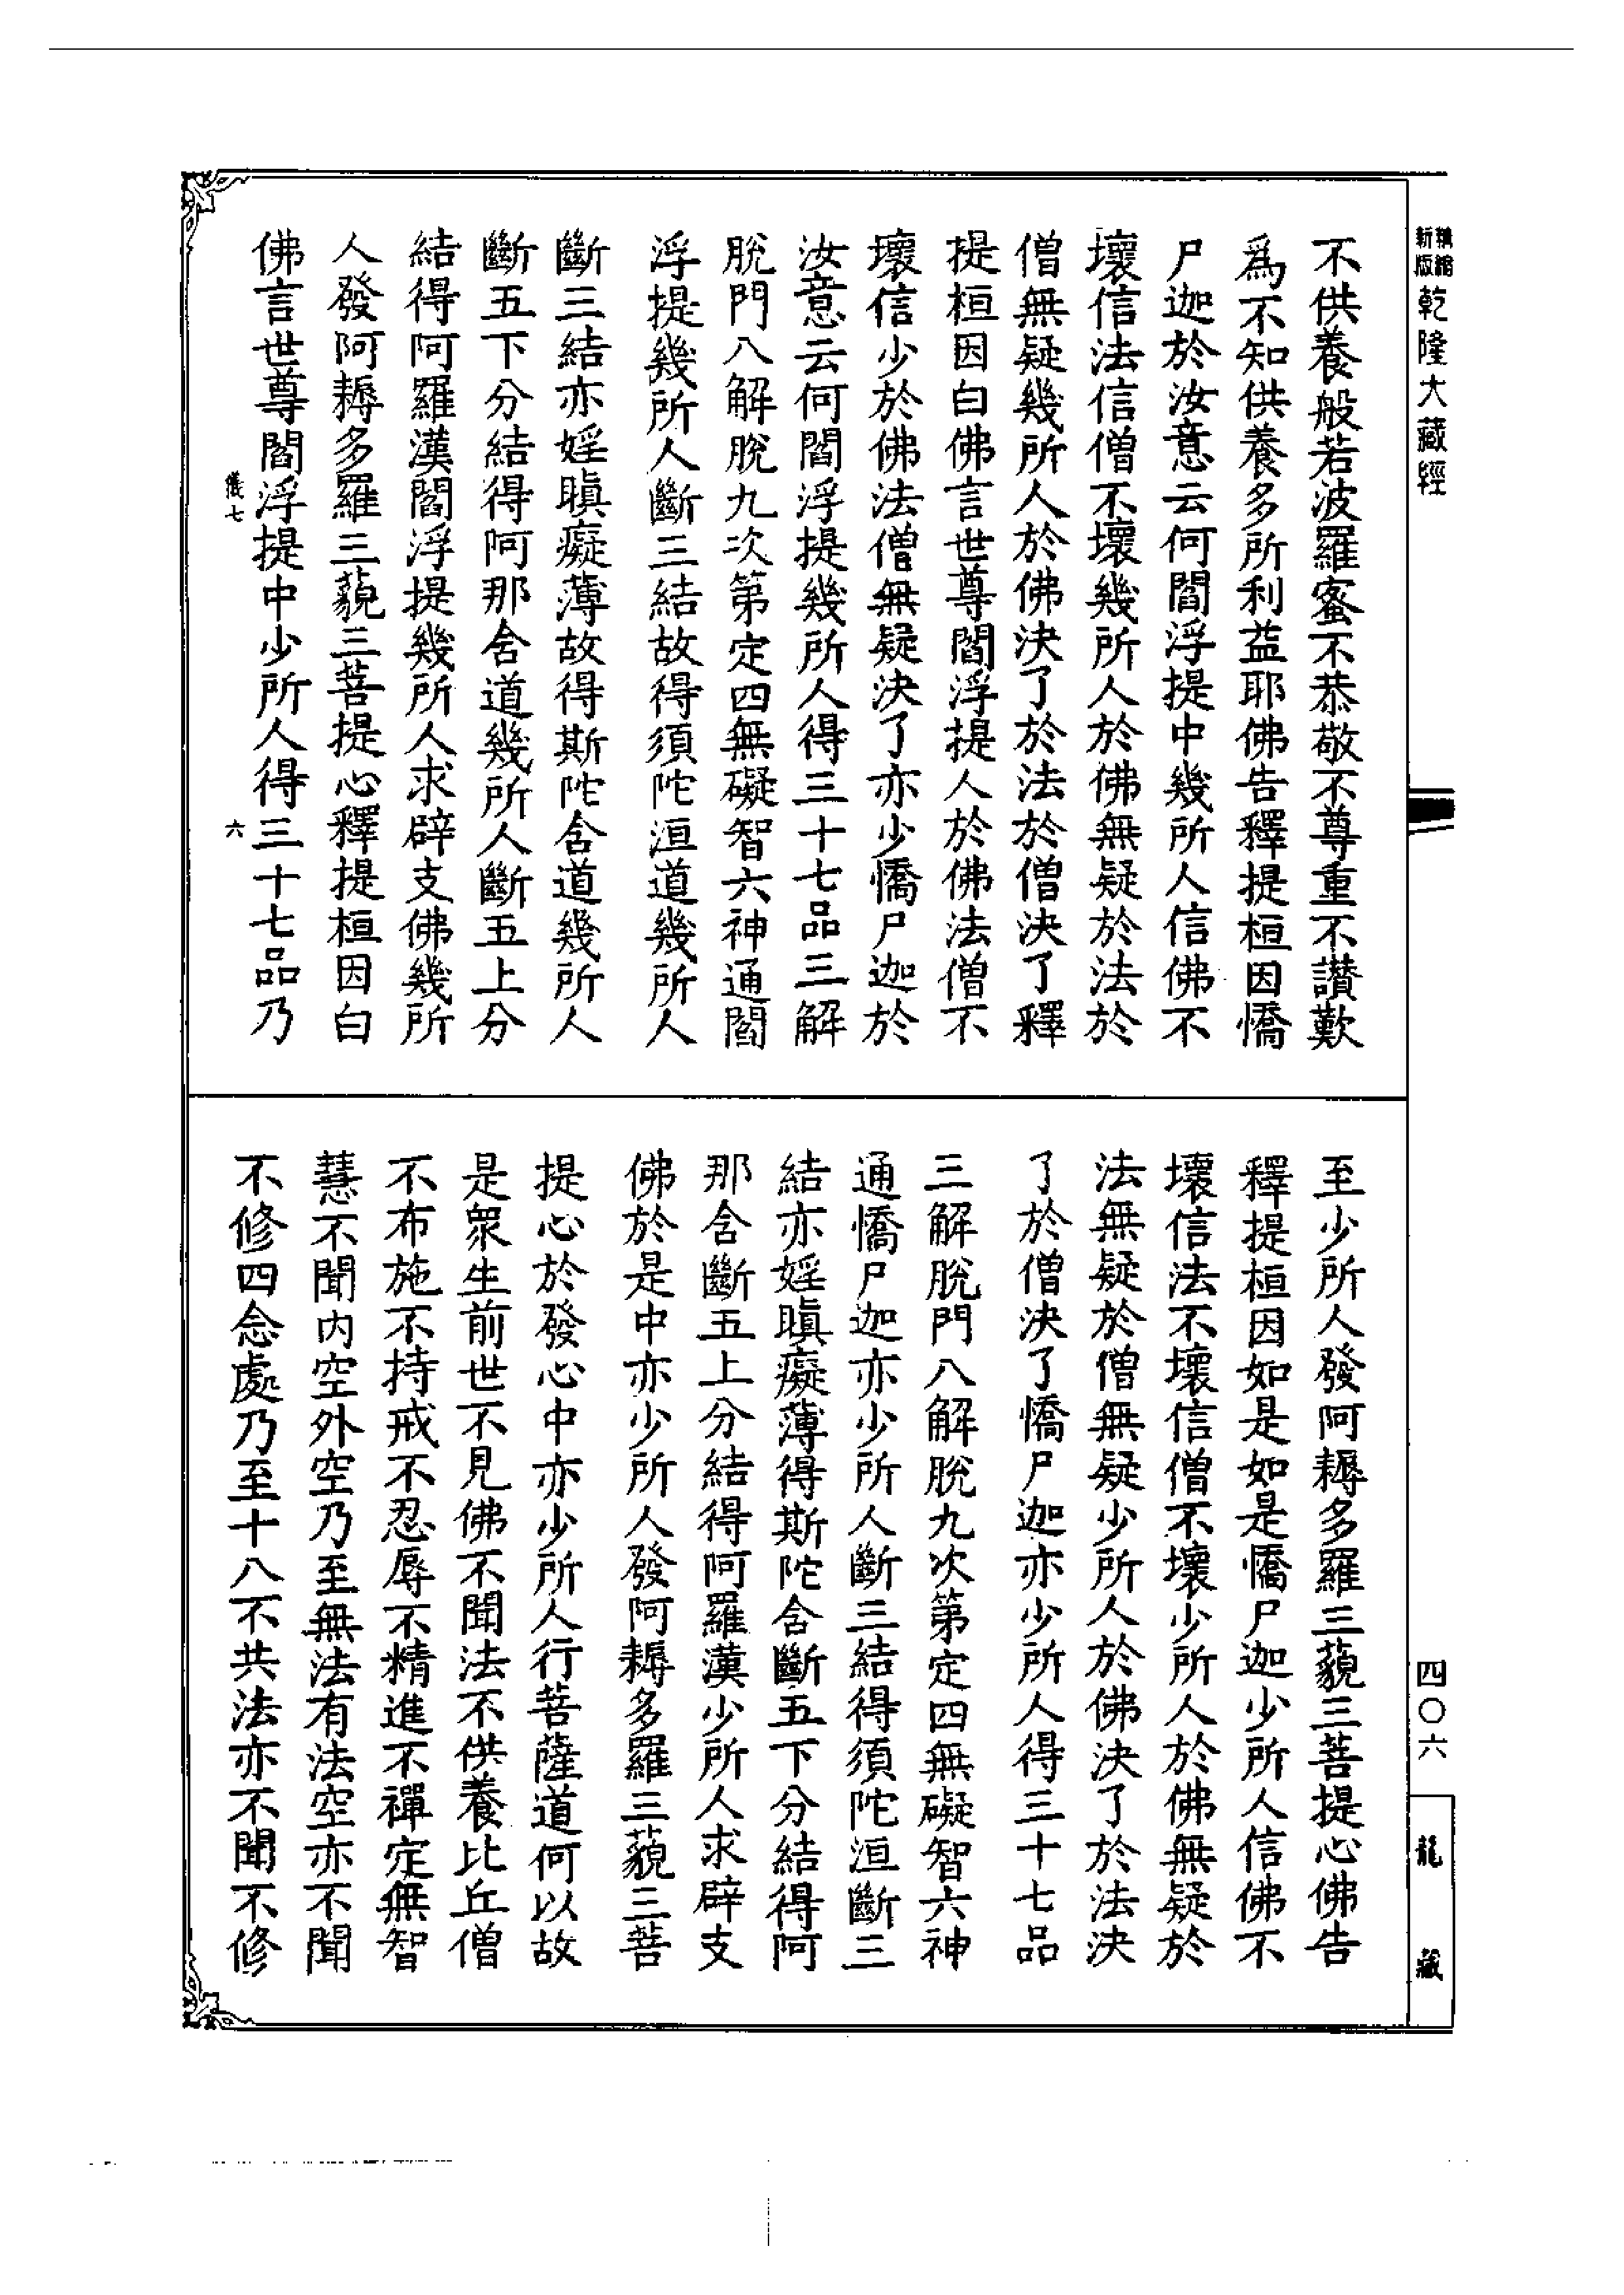 新版精縮乾隆大藏經
不供養般若波羅蜜不恭敬不尊重不讚歎
爲不知供養多所利益耶佛告釋提桓因憍
尸迦於汝意云何閻浮提中幾所人信佛不
壞信法信僧不壞幾所人於佛無疑於法於
僧無疑幾所人於佛決了於法於僧決了釋
提桓因白佛言世尊閻浮提人於佛法僧不
壞信少於佛法僧無疑決了亦少憍尸迦於
汝意云何閻浮提幾所人得三十七品三解
脫門八解脫九次第定四無礙智六神通閻
浮提幾所人斷三結故得須陀洹道幾所人
斷三結亦婬瞋癡薄故得斯陀含道幾所人
斷五下分結得阿那含道幾所人斷五上分
結得阿羅漢閻浮提幾所人求辟支佛幾所
人發阿耨多羅三藐三菩提心釋提桓因白
佛言世尊閻浮提中少所人得三十七品乃
儀七
六
至少所人發阿耨多羅三藐三菩提心佛告
釋提桓因如是如是憍尸迦少所人信佛不
壞信法不壞信僧不壞少所人於佛無疑於
法無疑於僧無疑少所人於佛決了於法決
了於僧決了憍尸迦亦少所人得三十七品
三解脫門八解脫九次第定四無礙智六神
通憍尸迦亦少所人斷三結得須陀洹斷三
結亦婬瞋癡薄得斯陀含斷五下分結得阿
那含斷五上分結得阿羅漢少所人求辟支
佛於是中亦少所人發阿耨多羅三藐三菩
提心於發心中亦少所人行菩薩道何以故
是眾生前世不見佛不聞法不供養比丘僧
不布施不持戒不忍辱不精進不禪定無智
慧不聞內空外空乃至無法有法空亦不聞
不修四念處乃至十八不共法亦不聞不修
四〇六
龍藏